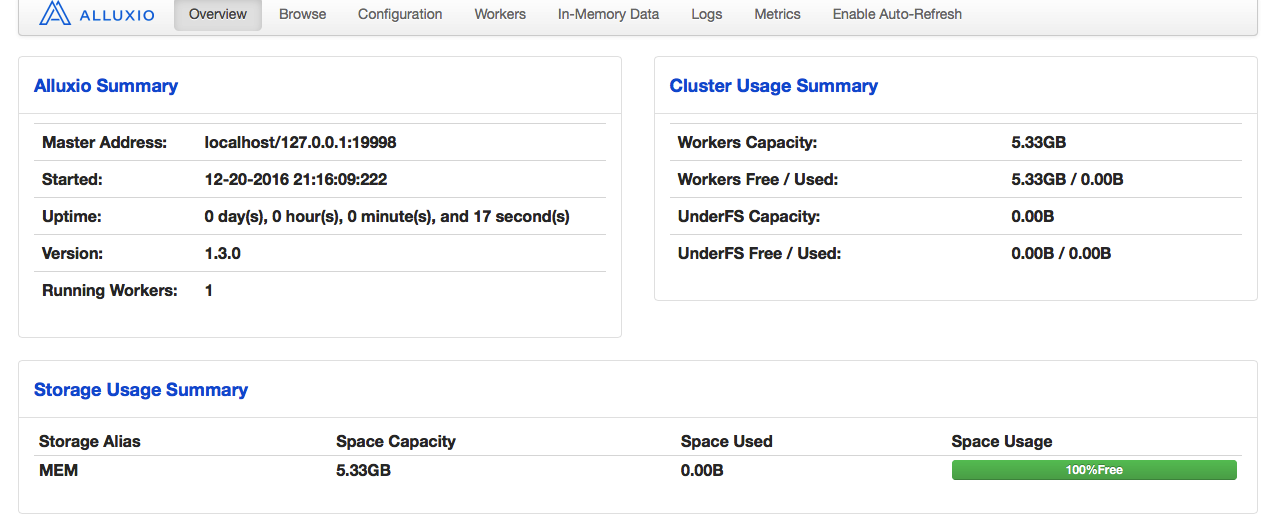 ALLUXIO Overview Browse Configuration Workers In-Memory Data Logs Metrics Enable Auto-Refresh
Alluxio Summary
Master Address: localhost/127.0.0.1:19998
Started: 12-20-2016 21:16:09:222
Uptime: 0 day(s), 0 hour(s), 0 minute(s), and 17 second(s)
Version: 1.3.0
Running Workers: 1
Cluster Usage Summary
Workers Capacity: 5.33GB
Workers Free / Used: 5.33GB / 0.00B
UnderFS Capacity: 0.00B
UnderFS Free / Used: 0.00B / 0.00B
Storage Usage Summary
Storage Alias Space Capacity Space Used Space Usage
MEM 5.33GB 0.00B 100%Free